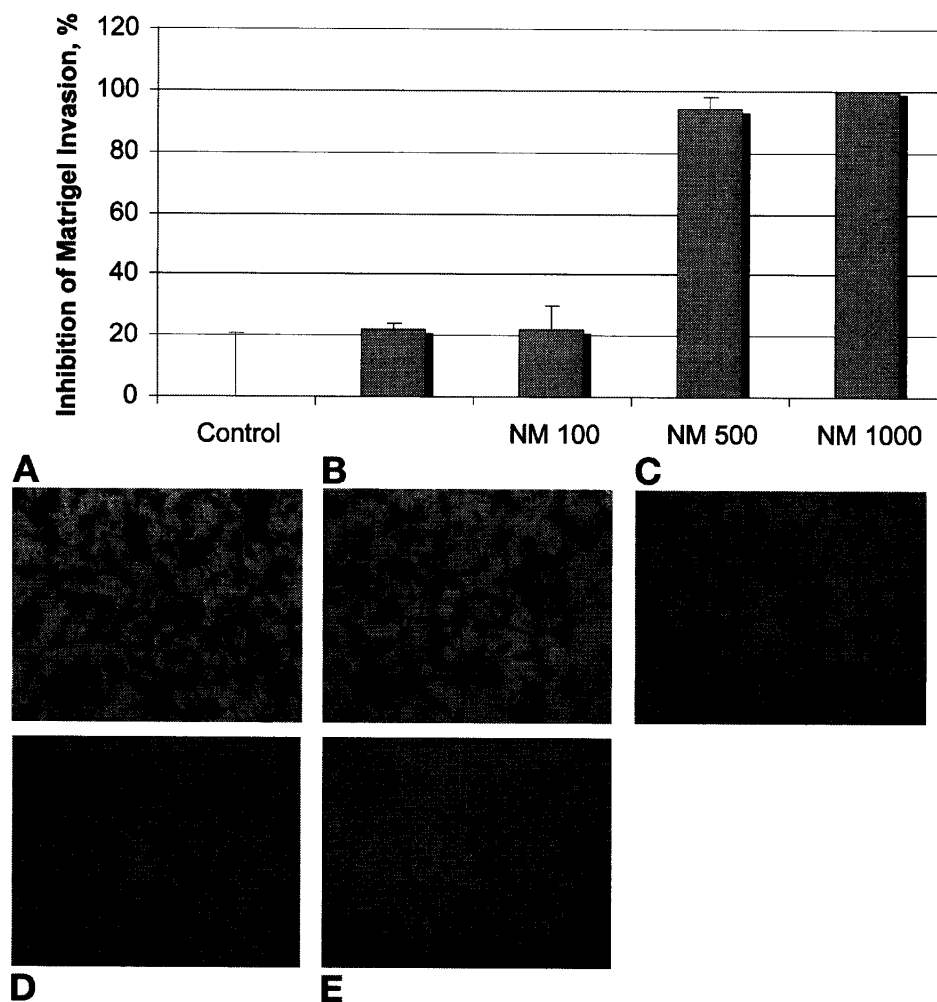 Inhibition of Matrigel Invasion, %
120
100
80
60
40
20
0
Control
NM 100
NM 500
NM 1000
A
B
C
D
E